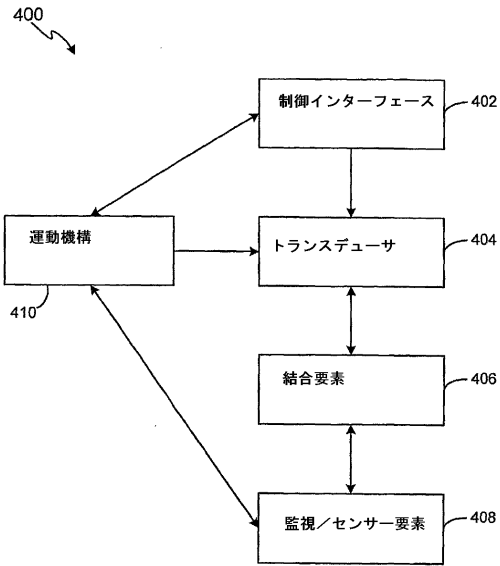 400
制御インターフェース
402
運動機構
410
トランスデューサ
404
結合要素
406
監視／センサー要素
408